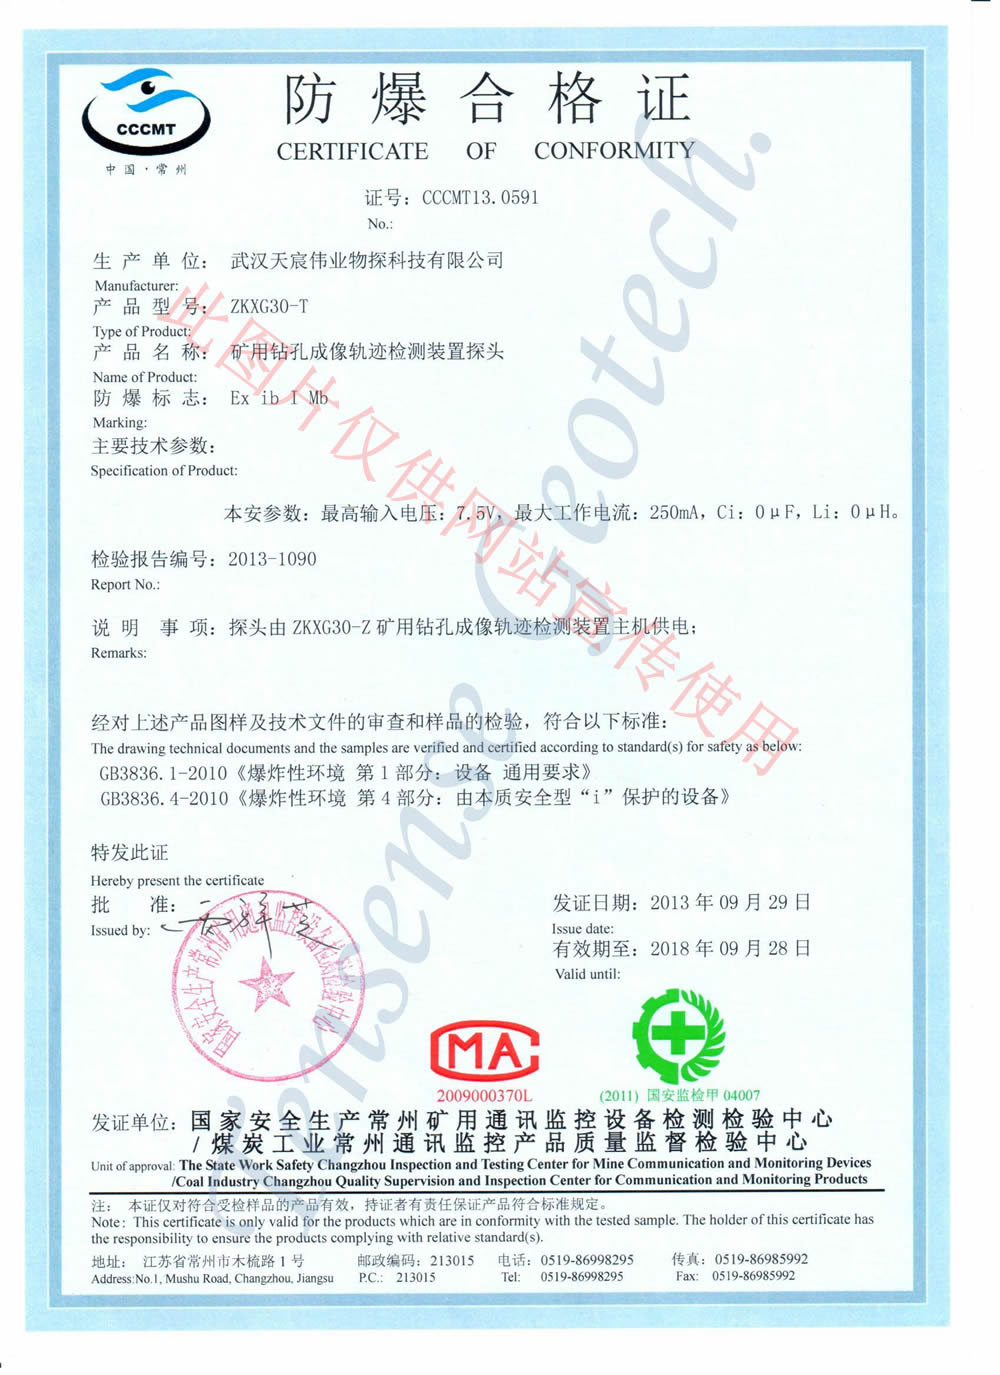 CCCMT
中国·常州
防爆合格证
CERTIFICATE OF CONFORMITY
证号：CCCMT13.0591
No.:
生产单位：武汉天宸伟业物探科技有限公司
Manufacturer:
产品型号：ZKXG30-T
Type of Product:
产品名称：矿用钻孔成像轨迹检测装置探头
Name of Product:
防爆标志：Ex ib I Mb
Marking:
主要技术参数：
Specification of Product:
本安参数：最高输入电压：7.5V，最大工作电流：250mA，Ci：0μF，Li：0μH。
检验报告编号：2013-1090
Report No.:
说明 事项：探头由 ZKXG30-Z 矿用钻孔成像轨迹检测装置主机供电；
Remarks:
经对上述产品图样及技术文件的审查和样品的检验，符合以下标准：
The drawing technical documents and the samples are verified and certified according to standard(s) for safety as below:
GB3836.1-2010《爆炸性环境 第1部分：设备 通用要求》
GB3836.4-2010《爆炸性环境 第4部分：由本质安全型“i”保护的设备》
特发此证
Hereby present the certificate
批 准：
Issued by:
发证日期：2013 年 09 月 29 日
Issue date:
有效期至：2018 年 09 月 28 日
Valid until:
MA
2009000370L
(2011) 国安监检甲 04007
发证单位：国家安全生产常州矿用通讯监控设备检测检验中心
/ 煤炭工业常州通讯监控产品质量监督检验中心
Unit of approval: The State Work Safety Changzhou Inspection and Testing Center for Mine Communication and Monitoring Devices
/Coal Industry Changzhou Quality Supervision and Inspection Center for Communication and Monitoring Products
注： 本证仅对符合受检样品的产品有效，持证者有责任保证产品符合标准规定。
Note: This certificate is only valid for the products which are in conformity with the tested sample. The holder of this certificate has
the responsibility to ensure the products complying with relative standard(s).
地址： 江苏省常州市木梳路 1 号 邮政编码：213015 电话：0519-86998295 传真：0519-86985992
Address:No.1, Mushu Road, Changzhou, Jiangsu P.C.: 213015 Tel: 0519-86998295 Fax: 0519-86985992
此图片仅供网站宣传使用
Tensense Geotech.